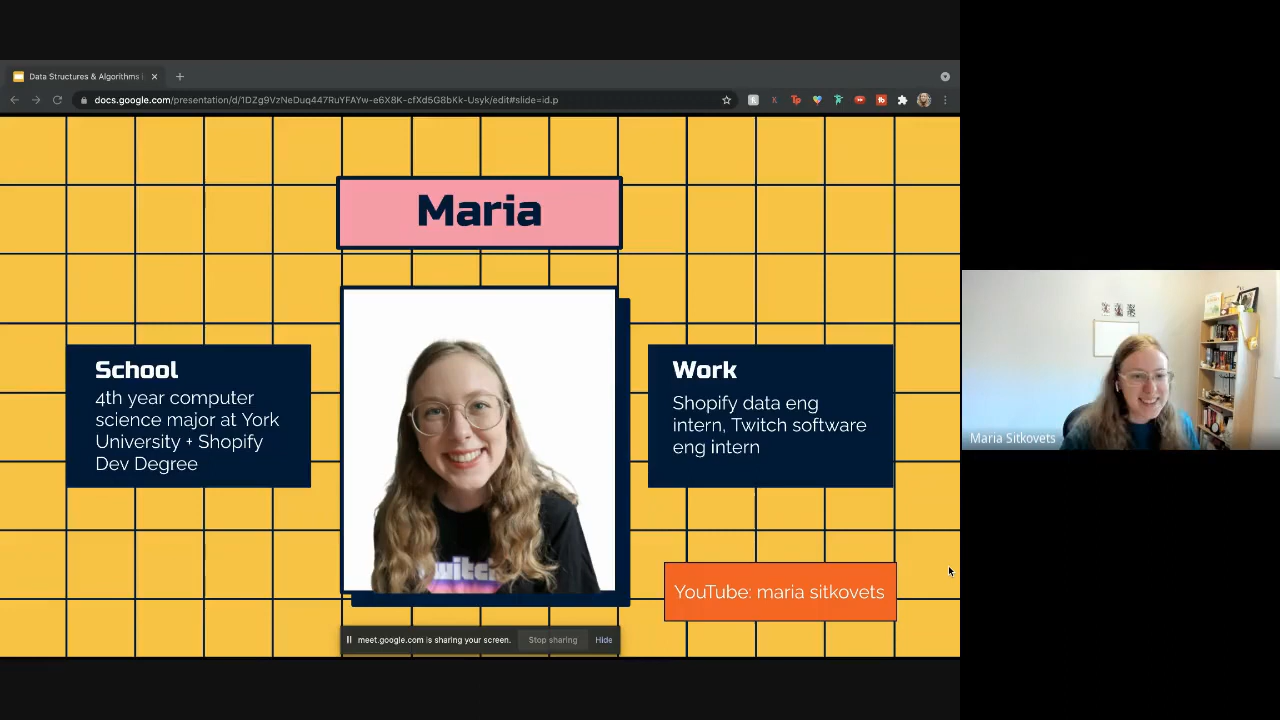 Data Structures & Algorithms i
docs.google.com/presentation/d/1DZg9VzNeDuq447RuYFAYw-e6X8K-cfXd5G8bKk-Usyk/edit#slide=id.p
Maria
School
4th year computer
science major at York
University + Shopify
Dev Degree
Work
Shopify data eng
intern, Twitch software
eng intern
YouTube: maria sitkovets
meet.google.com is sharing your screen.
Stop sharing
Hide
Maria Sitkovets